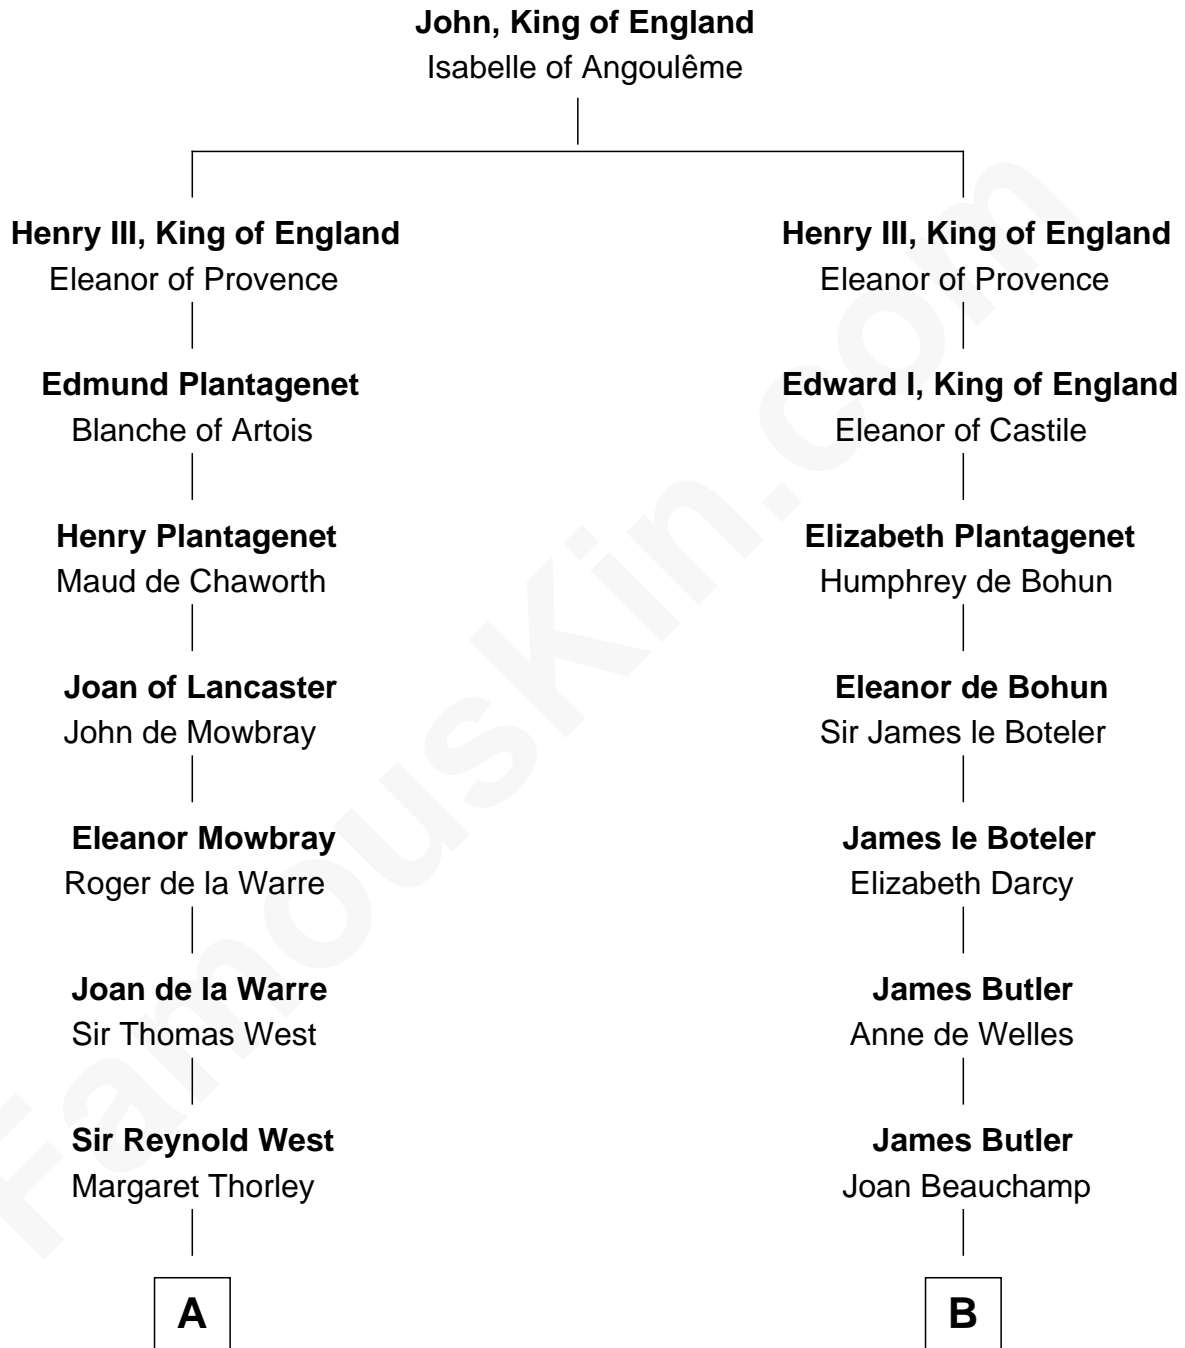 John, King of England
Isabelle of Angoulême
Henry III, King of England
Eleanor of Provence
Henry III, King of England
Eleanor of Provence
Edmund Plantagenet
Blanche of Artois
Edward I, King of England
Eleanor of Castile
Henry Plantagenet
Maud de Chaworth
Elizabeth Plantagenet
Humphrey de Bohun
Joan of Lancaster
John de Mowbray
Eleanor de Bohun
Sir James le Boteler
Eleanor Mowbray
Roger de la Warre
James le Boteler
Elizabeth Darcy
Joan de la Warre
Sir Thomas West
James Butler
Anne de Welles
Sir Reynold West
Margaret Thorley
James Butler
Joan Beauchamp
A
B
FamousKin.com